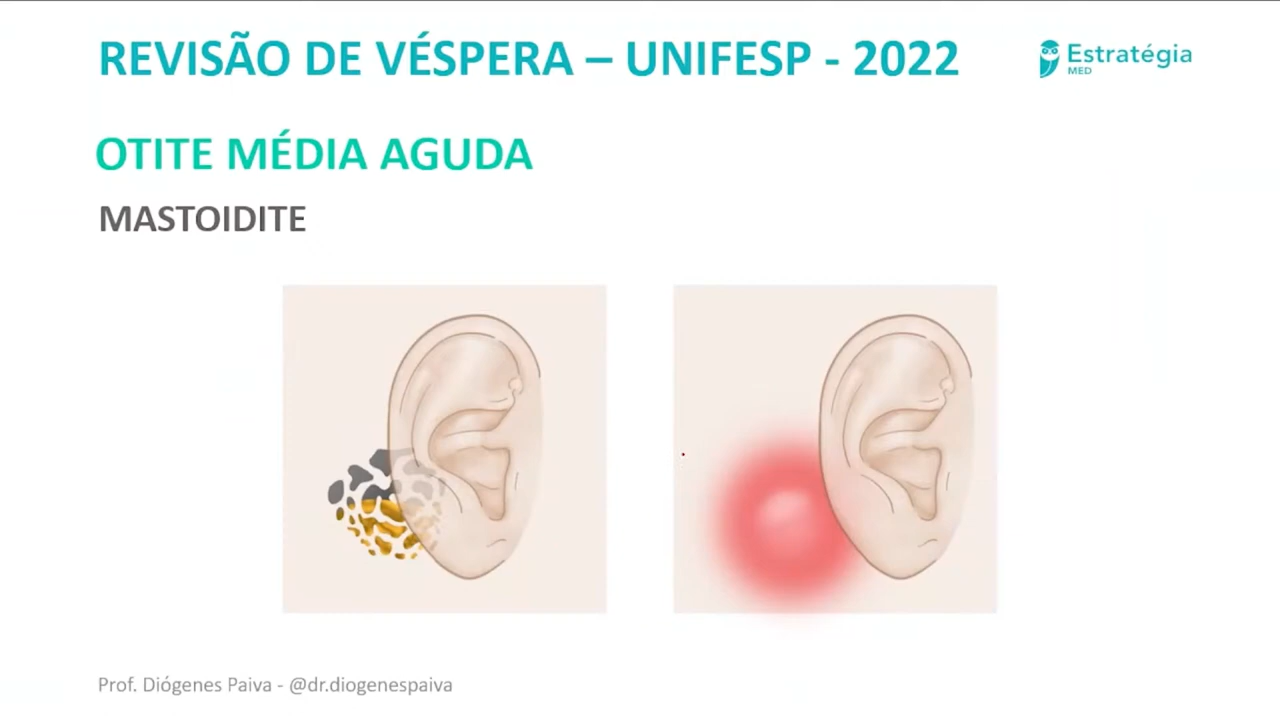 REVISÃO DE VÉSPERA – UNIFESP - 2022
Estratégia
MED
OTITE MÉDIA AGUDA
MASTOIDITE
Prof. Diógenes Paiva - @dr.diogenespaiva